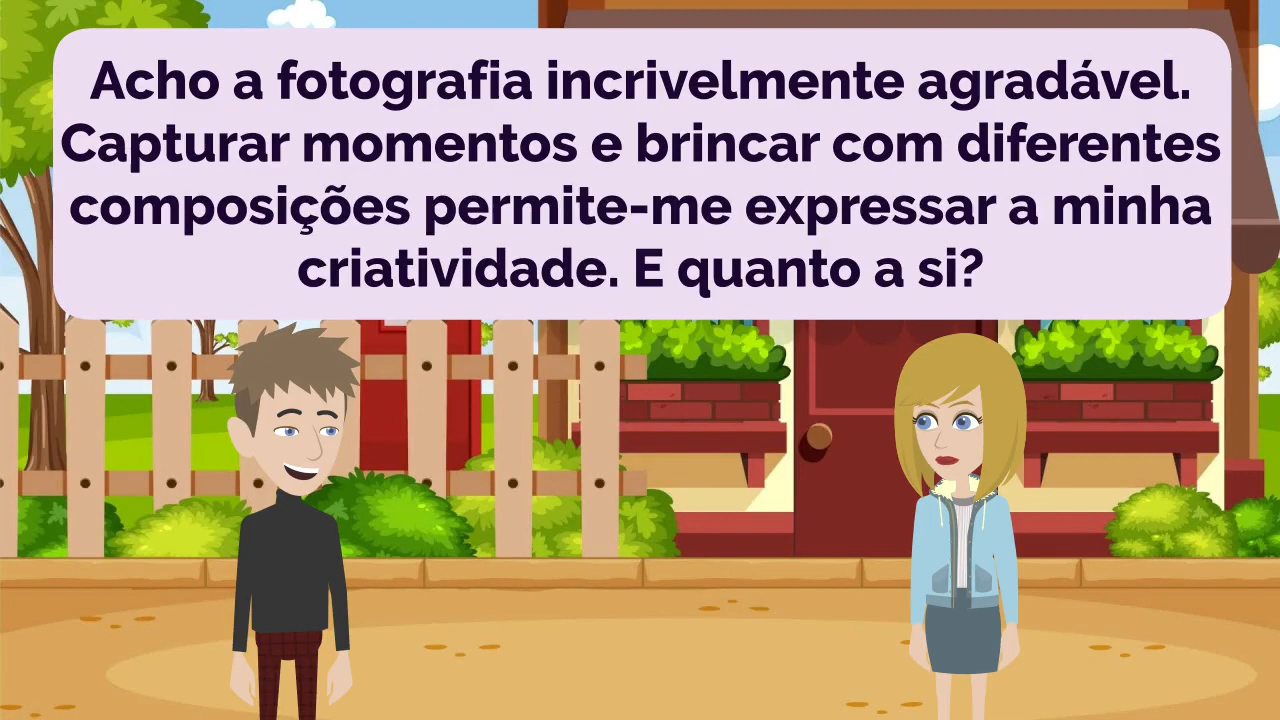 Acho a fotografia incrivelmente agradável.
Capturar momentos e brincar com diferentes
composições permite-me expressar a minha
criatividade. E quanto a si?